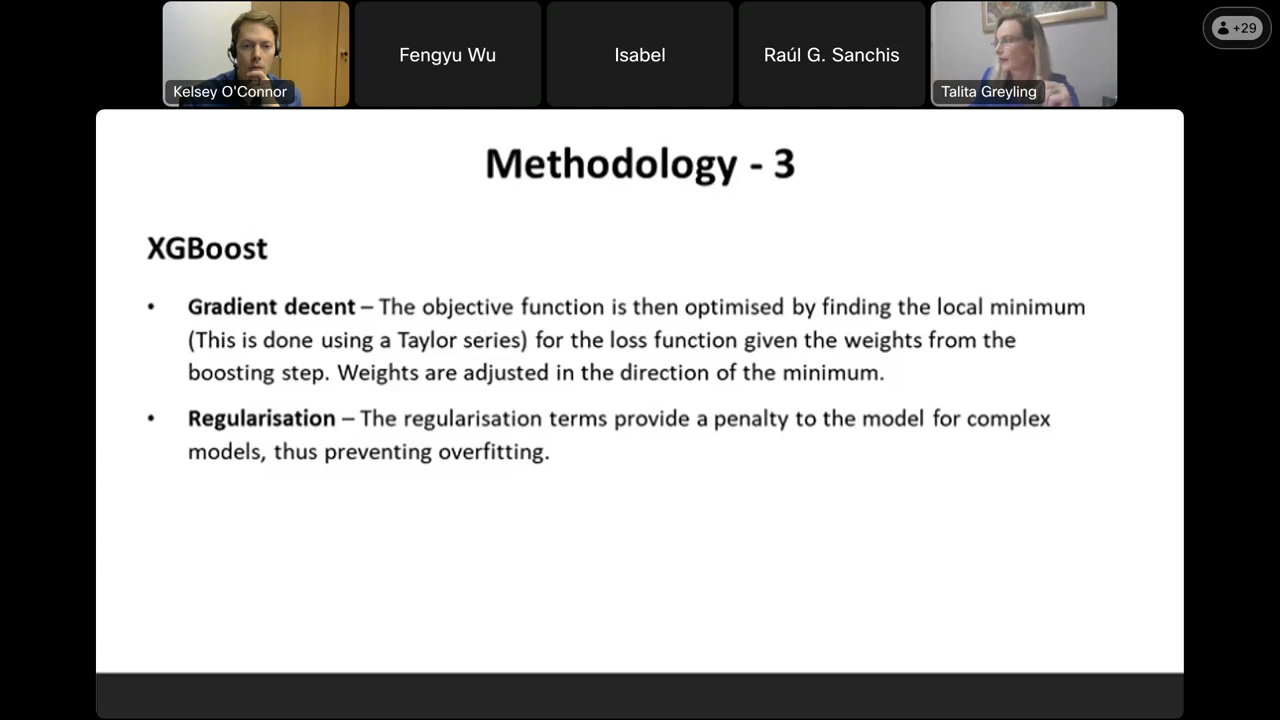 Fengyu Wu
Isabel
Raúl G. Sanchis
+29
Kelsey O'Connor
Talita Greyling
Methodology - 3
XGBoost
• Gradient decent – The objective function is then optimised by finding the local minimum
(This is done using a Taylor series) for the loss function given the weights from the
boosting step. Weights are adjusted in the direction of the minimum.
• Regularisation – The regularisation terms provide a penalty to the model for complex
models, thus preventing overfitting.